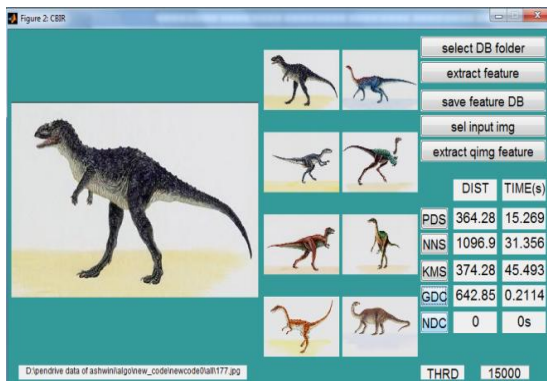 Figure 2: CBIR
select DB folder
extract feature
save feature DB
sel input img
extract qimg feature
DIST TIME(s)
PDS 364.28 15.269
NNS 1096.9 31.356
KMS 374.28 45.493
GDC 642.85 0.2114
NDC 0 0s
D:\pendrive data of ashwini\algo\new_code\newcode0\all\177.jpg
THRD 15000